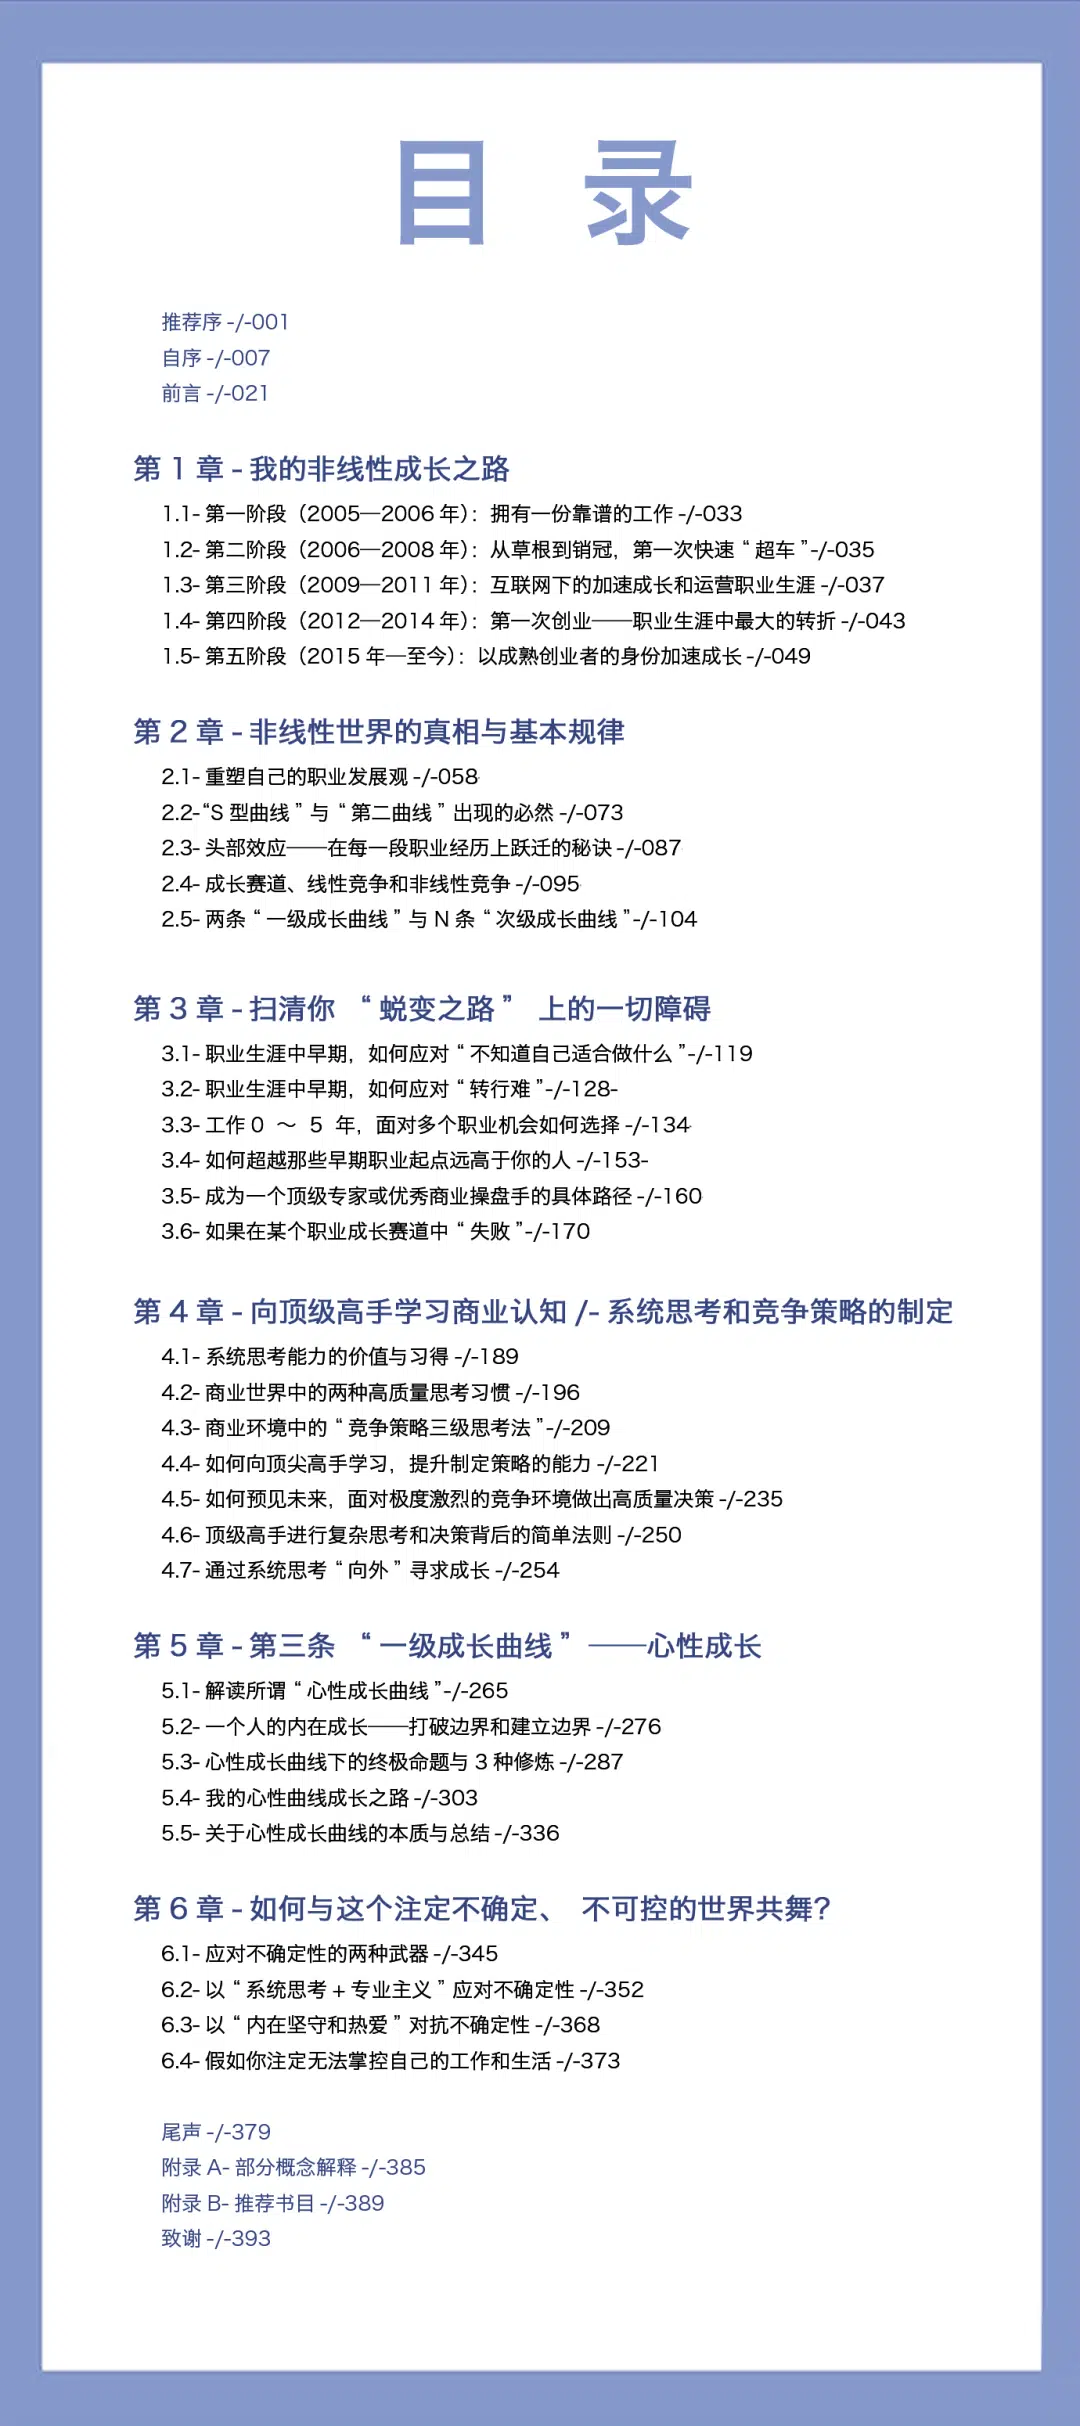 目 录
推荐序 -/-001
自序 -/-007
前言 -/-021
第 1 章 - 我的非线性成长之路
1.1- 第一阶段（2005—2006 年）：拥有一份靠谱的工作 -/-033
1.2- 第二阶段（2006—2008 年）：从草根到销冠，第一次快速“超车”-/-035
1.3- 第三阶段（2009—2011 年）：互联网下的加速成长和运营职业生涯 -/-037
1.4- 第四阶段（2012—2014 年）：第一次创业——职业生涯中最大的转折 -/-043
1.5- 第五阶段（2015 年—至今）：以成熟创业者的身份加速成长 -/-049
第 2 章 - 非线性世界的真相与基本规律
2.1- 重塑自己的职业发展观 -/-058
2.2-“S 型曲线”与“第二曲线”出现的必然 -/-073
2.3- 头部效应——在每一段职业经历上跃迁的秘诀 -/-087
2.4- 成长赛道、线性竞争和非线性竞争 -/-095
2.5- 两条“一级成长曲线”与 N 条“次级成长曲线”-/-104
第 3 章 - 扫清你 “蜕变之路” 上的一切障碍
3.1- 职业生涯中早期，如何应对“不知道自己适合做什么”-/-119
3.2- 职业生涯中早期，如何应对“转行难”-/-128-
3.3- 工作 0 ～ 5 年，面对多个职业机会如何选择 -/-134
3.4- 如何超越那些早期职业起点远高于你的人 -/-153-
3.5- 成为一个顶级专家或优秀商业操盘手的具体路径 -/-160
3.6- 如果在某个职业成长赛道中“失败”-/-170
第 4 章 - 向顶级高手学习商业认知 /- 系统思考和竞争策略的制定
4.1- 系统思考能力的价值与习得 -/-189
4.2- 商业世界中的两种高质量思考习惯 -/-196
4.3- 商业环境中的“竞争策略三级思考法”-/-209
4.4- 如何向顶尖高手学习，提升制定策略的能力 -/-221
4.5- 如何预见未来，面对极度激烈的竞争环境做出高质量决策 -/-235
4.6- 顶级高手进行复杂思考和决策背后的简单法则 -/-250
4.7- 通过系统思考“向外”寻求成长 -/-254
第 5 章 - 第三条 “一级成长曲线” ——心性成长
5.1- 解读所谓“心性成长曲线”-/-265
5.2- 一个人的内在成长——打破边界和建立边界 -/-276
5.3- 心性成长曲线下的终极命题与 3 种修炼 -/-287
5.4- 我的心性曲线成长之路 -/-303
5.5- 关于心性成长曲线的本质与总结 -/-336
第 6 章 - 如何与这个注定不确定、 不可控的世界共舞？
6.1- 应对不确定性的两种武器 -/-345
6.2- 以“系统思考 + 专业主义”应对不确定性 -/-352
6.3- 以“内在坚守和热爱”对抗不确定性 -/-368
6.4- 假如你注定无法掌控自己的工作和生活 -/-373
尾声 -/-379
附录 A- 部分概念解释 -/-385
附录 B- 推荐书目 -/-389
致谢 -/-393